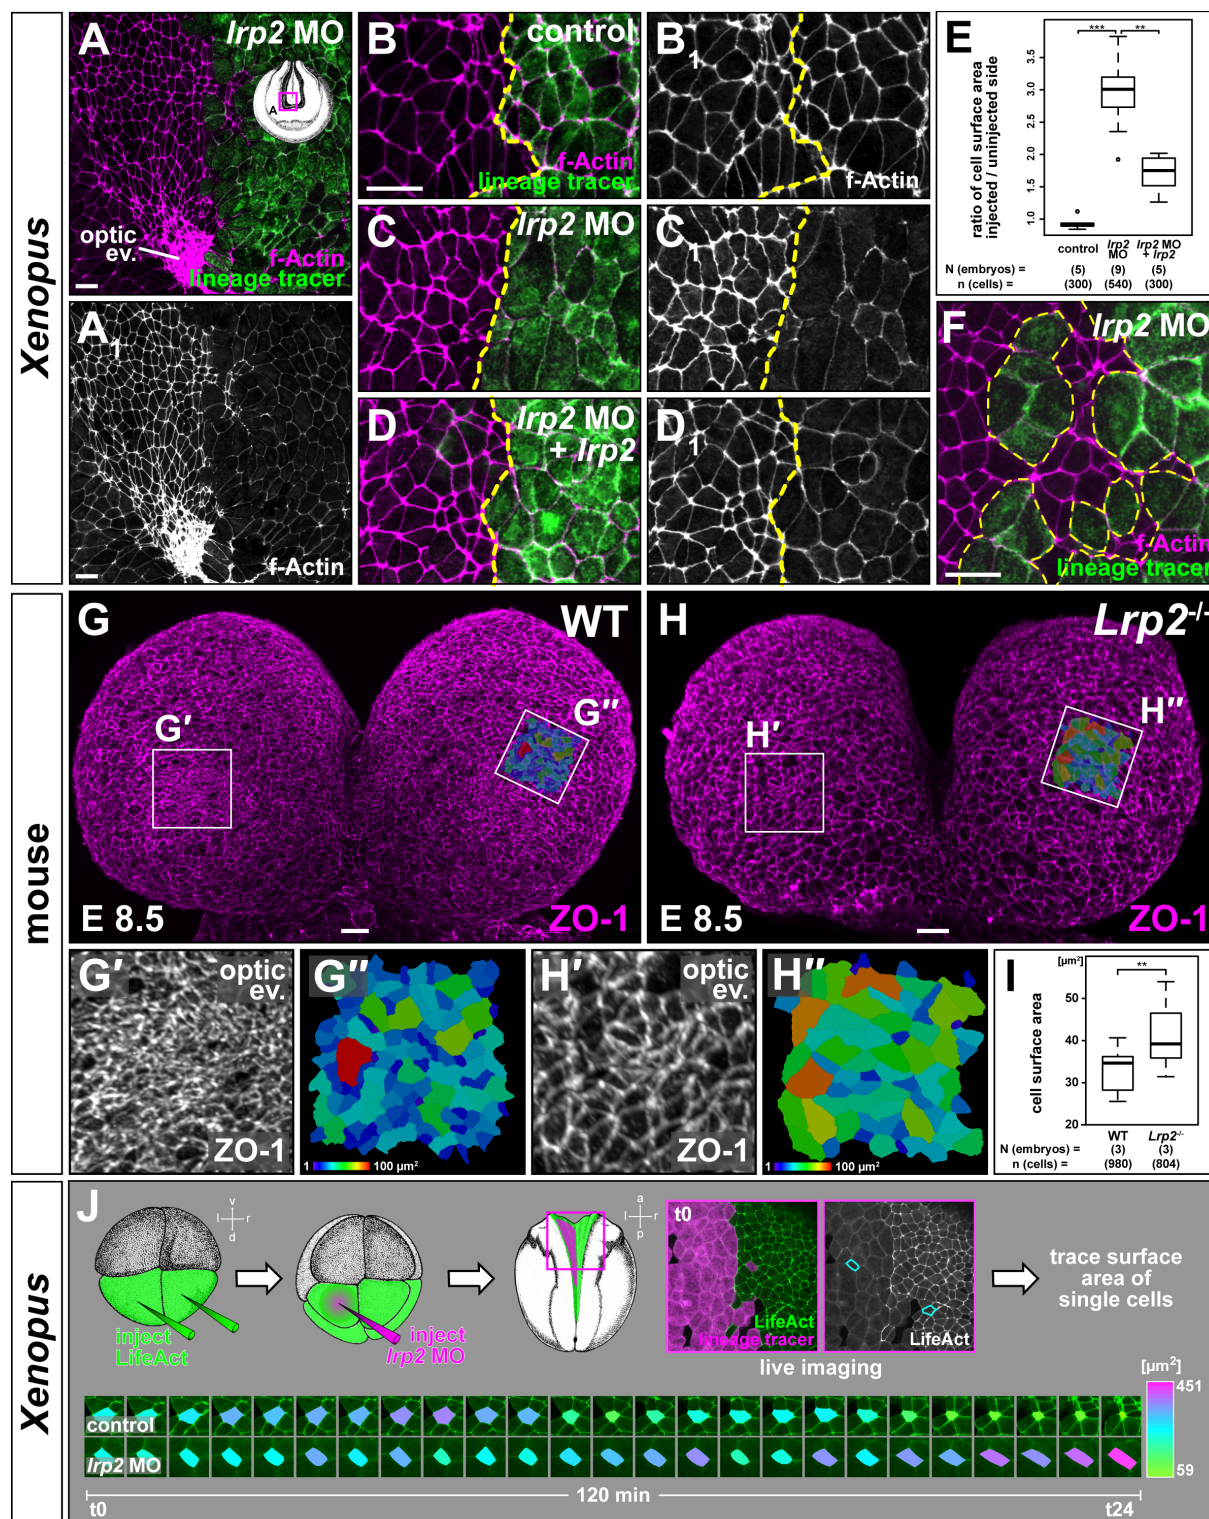 Xenopus
A
lrp2 MO
A
optic
ev.
f-Actin
lineage tracer
A1
f-Actin
B
control
f-Actin
lineage tracer
B1
f-Actin
C
lrp2 MO
C1
D
lrp2 MO
+ lrp2
D1
E
ratio of cell surface area
injected / uninjected side
*** **
3.5
3.0
2.5
2.0
1.5
1.0
control
lrp2
MO
lrp2 MO
+ lrp2
N (embryos) = (5) (9) (5)
n (cells) = (300) (540) (300)
F
lrp2 MO
f-Actin
lineage tracer
mouse
G
WT
G′
G″
E 8.5
ZO-1
H
Lrp2-/-
H′
H″
E 8.5
ZO-1
G′
optic
ev.
ZO-1
G″
1 100 µm²
H′
optic
ev.
ZO-1
H″
1 100 µm²
I
[µm²]
cell surface area
**
50
40
30
20
WT Lrp2-/-
N (embryos) = (3) (3)
n (cells) = (980) (804)
Xenopus
J
v
l r
d
inject
LifeAct
inject
lrp2 MO
a
l r
p
t0
LifeAct
lineage tracer
LifeAct
live imaging
trace surface
area of
single cells
[µm²]
451
59
control
lrp2 MO
120 min
t0
t24